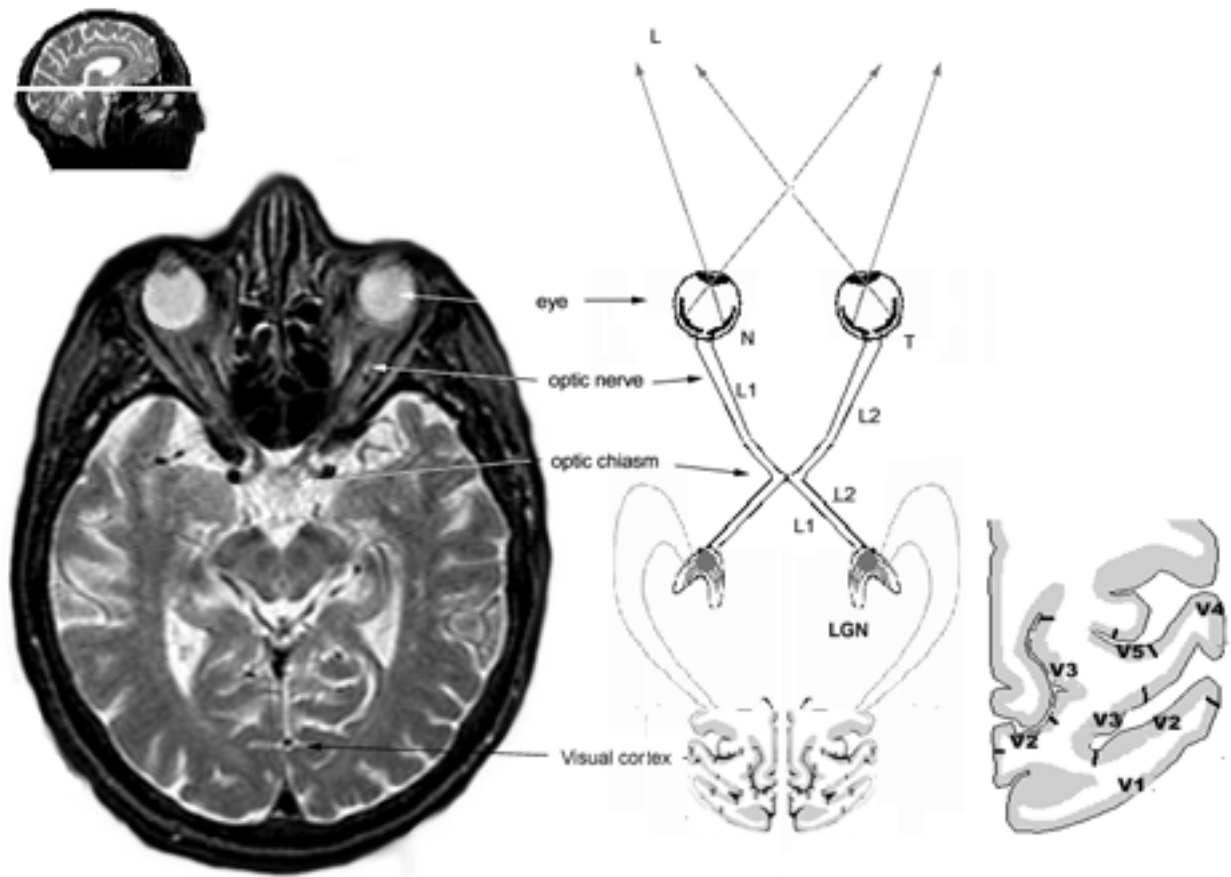 L
eye
N
T
optic nerve
L1
L2
optic chiasm
L2
L1
LGN
V4
V5
V3
V3
V2
V2
V1
Visual cortex